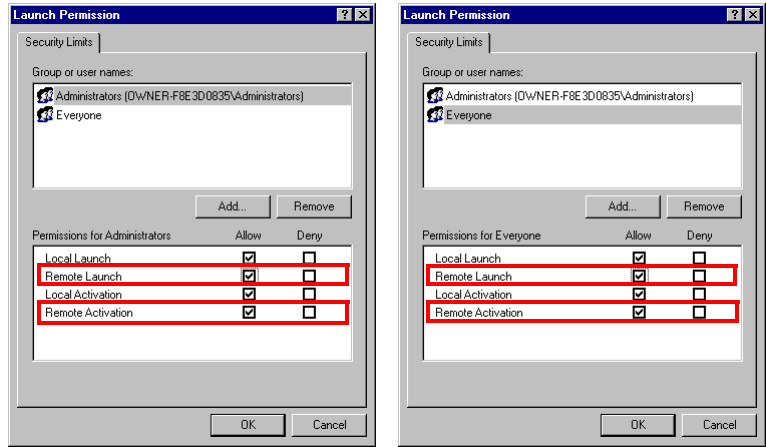 Launch Permission
Security Limits
Group or user names:
Administrators (OWNER-F8E3D0835\Administrators)
Everyone
Add...
Remove
Permissions for Administrators Allow Deny
Local Launch
Remote Launch
Local Activation
Remote Activation
OK
Cancel
Launch Permission
Security Limits
Group or user names:
Administrators (OWNER-F8E3D0835\Administrators)
Everyone
Add...
Remove
Permissions for Everyone Allow Deny
Local Launch
Remote Launch
Local Activation
Remote Activation
OK
Cancel